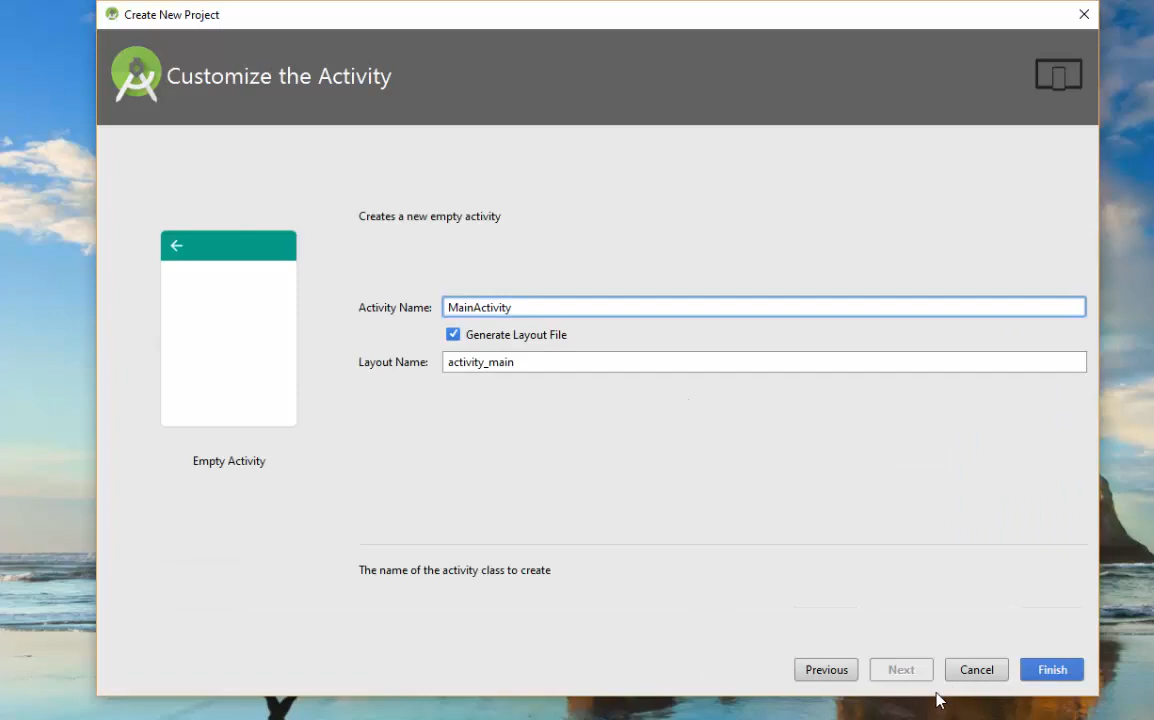 Create New Project
Customize the Activity
Creates a new empty activity
Activity Name: MainActivity
Generate Layout File
Layout Name: activity_main
Empty Activity
The name of the activity class to create
Previous Next Cancel Finish